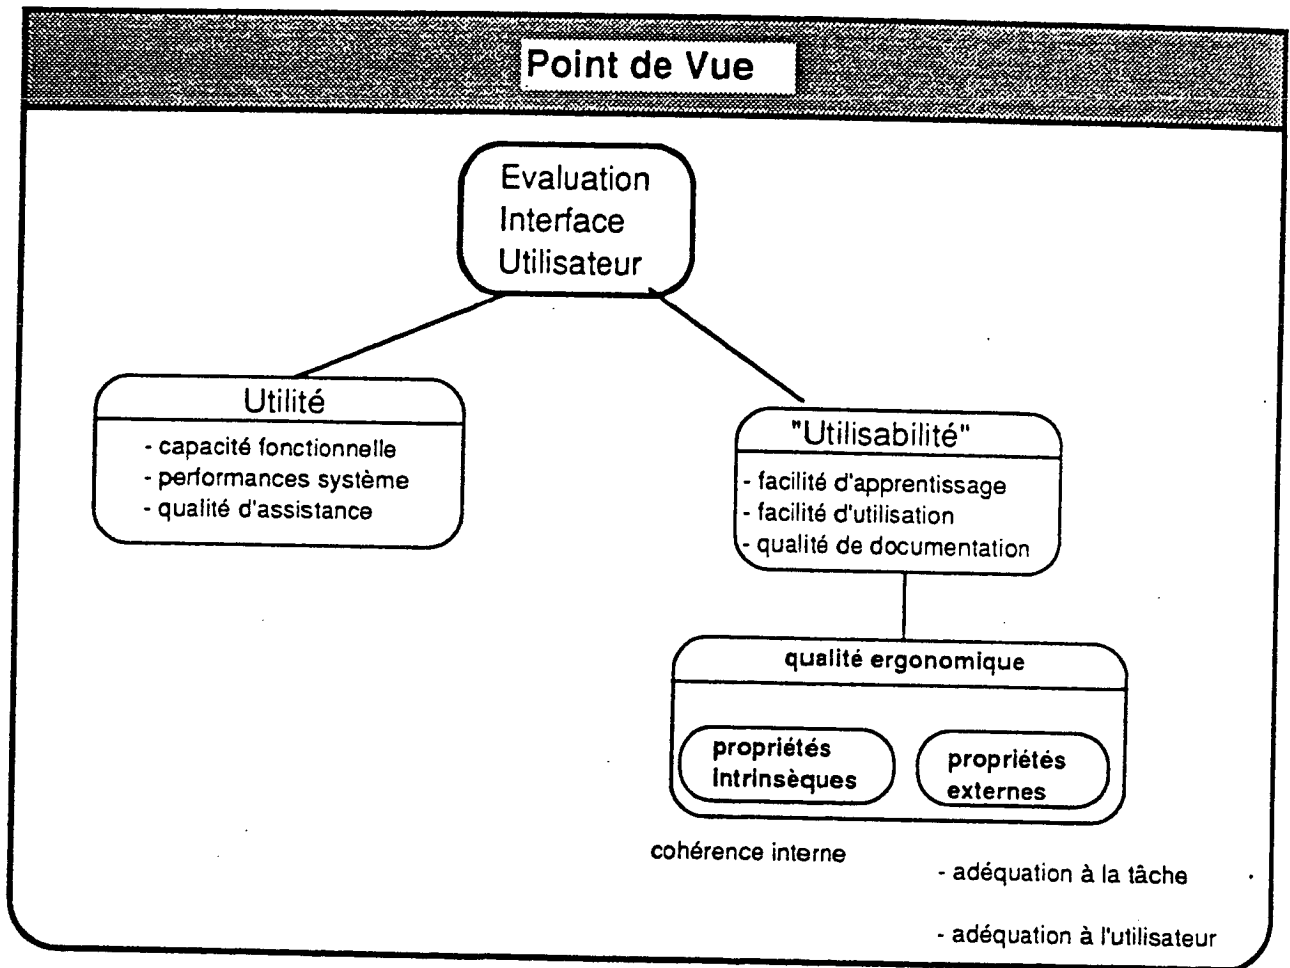 Point de Vue
Evaluation
Interface
Utilisateur
Utilité
- capacité fonctionnelle
- performances système
- qualité d'assistance
"Utilisabilité"
- facilité d'apprentissage
- facilité d'utilisation
- qualité de documentation
qualité ergonomique
propriétés
intrinsèques
propriétés
externes
cohérence interne
- adéquation à la tâche
- adéquation à l'utilisateur